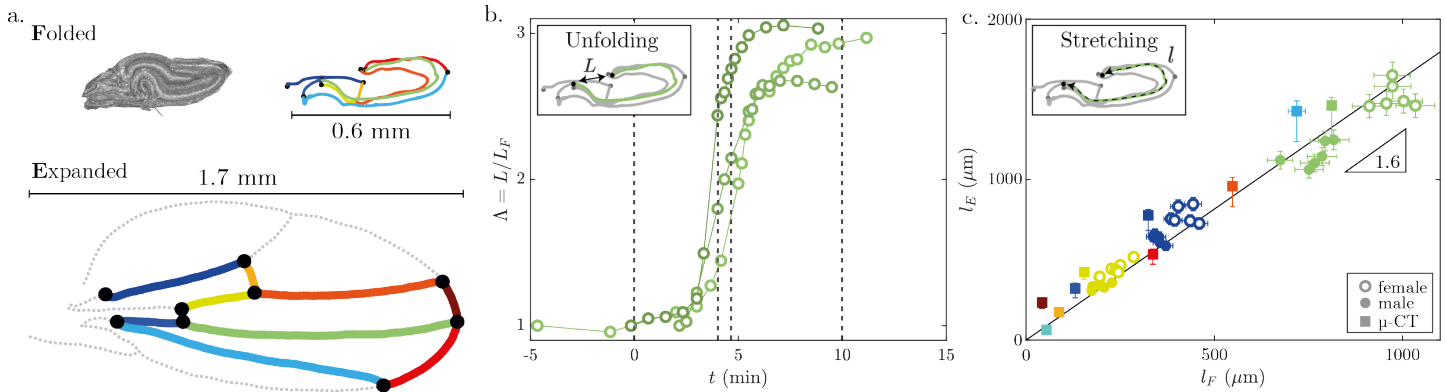 a.
Folded
0.6 mm
Expanded
1.7 mm
b.
Unfolding
L
Λ = L/L_F
3
2
1
-5
0
5
10
15
t (min)
c.
Stretching
l
l_E (μm)
2000
1000
0
0
500
1000
l_F (μm)
1.6
female
male
μ-CT